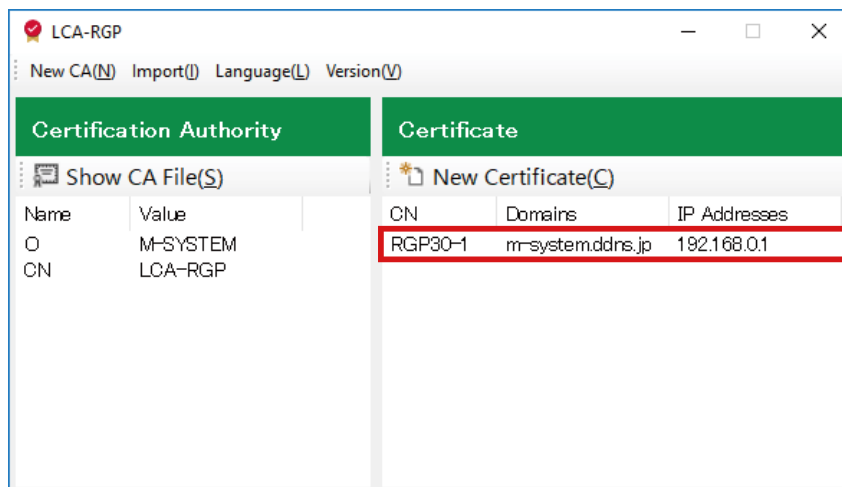 LCA-RGP
New CA(N) Import(I) Language(L) Version(V)
Certification Authority
Show CA File(S)
Name Value
O M-SYSTEM
CN LCA-RGP
Certificate
New Certificate(C)
CN Domains IP Addresses
RGP30-1 m-system.ddns.jp 192.168.0.1